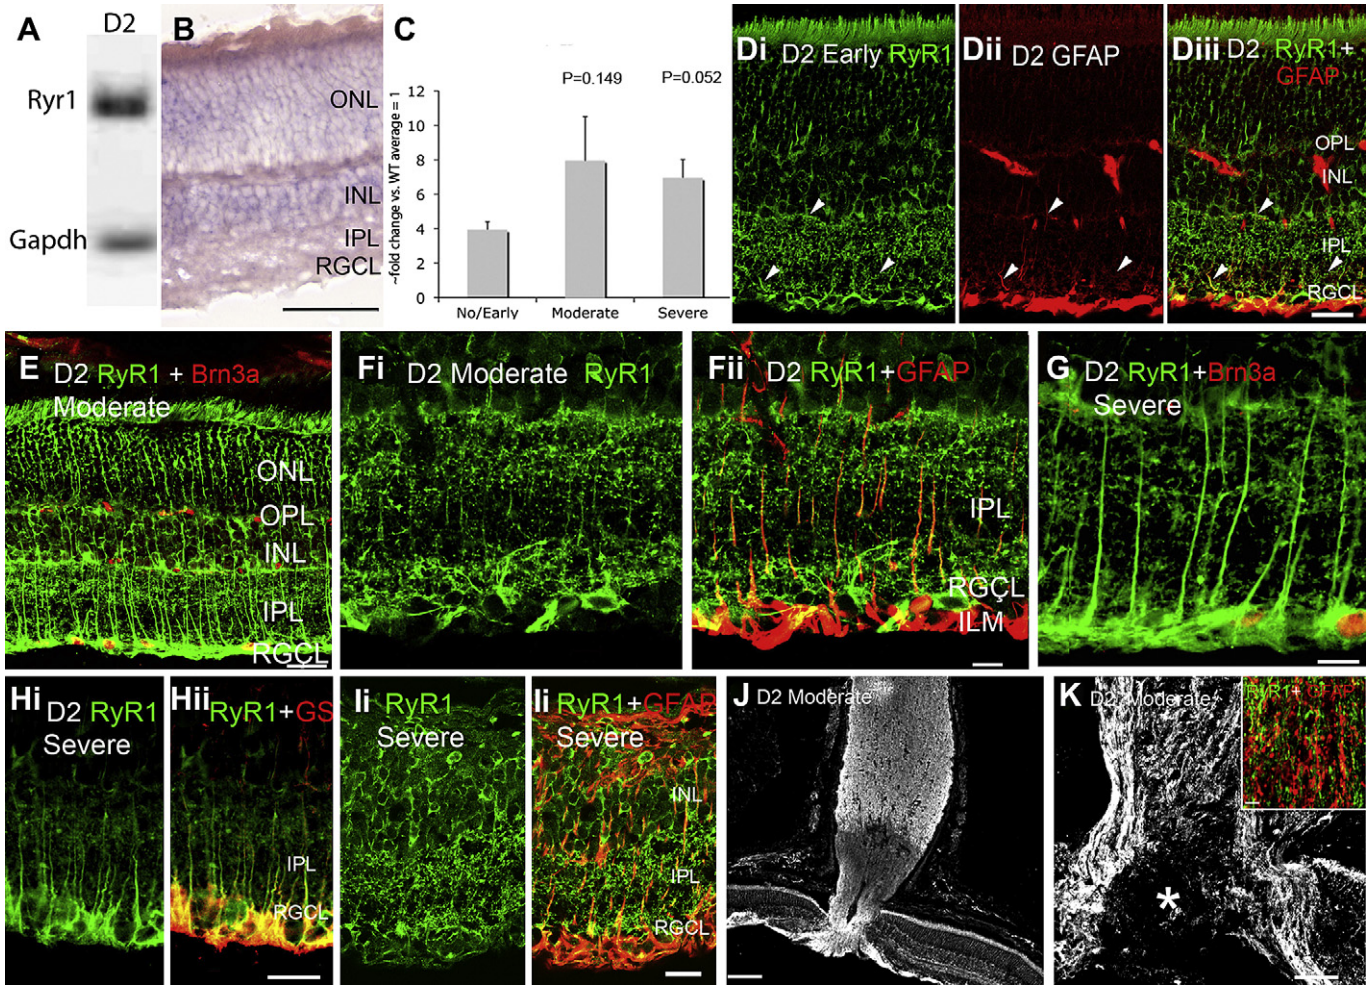 A
D2
Ryr1
Gapdh
B
ONL
INL
IPL
RGCL
C
~fold change vs. WT average = 1
12
10
8
6
4
2
0
P=0.149
P=0.052
No/Early
Moderate
Severe
Di D2 Early RyR1
Dii D2 GFAP
Diii D2 RyR1+
GFAP
OPL
INL
IPL
RGCL
E D2 RyR1 + Brn3a
Moderate
ONL
OPL
INL
IPL
RGÇL
Fi D2 Moderate RyR1
Fii D2 RyR1+GFAP
IPL
RGÇL
ILM
G D2 RyR1+Brn3a
Severe
Hi D2 RyR1
Severe
Hii RyR1+GS
IPL
RGCL
Ii RyR1
Severe
Ii RyR1+GFAP
Severe
INL
IPL
RGCL
J D2 Moderate
K D2 Moderate
RyR1+ GFAP
*